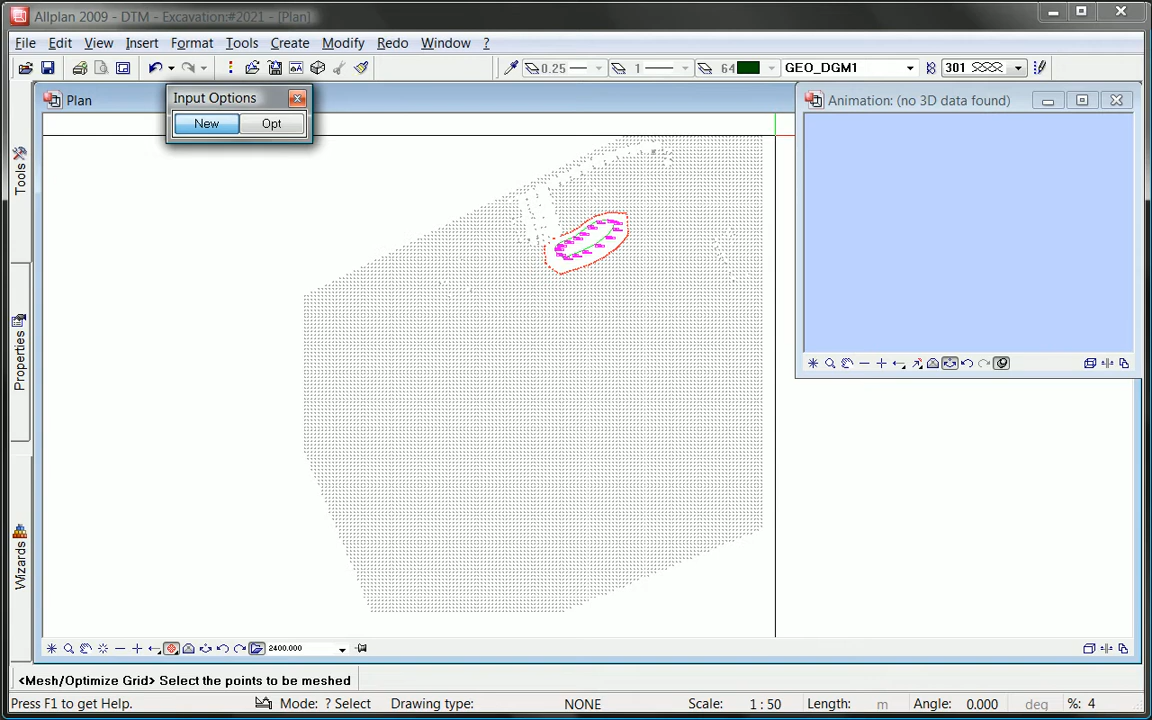 Allplan 2009 - DTM - Excavation:#2021 - [Plan]
File Edit View Insert Format Tools Create Modify Redo Window ?
0.25 1 64 GEO_DGM1 301
Plan
Input Options
New Opt
Animation: (no 3D data found)
Tools
Properties
Wizards
2400.000
<Mesh/Optimize Grid> Select the points to be meshed
Press F1 to get Help. Mode: ? Select Drawing type: NONE Scale: 1 : 50 Length: m Angle: 0.000 deg %: 4